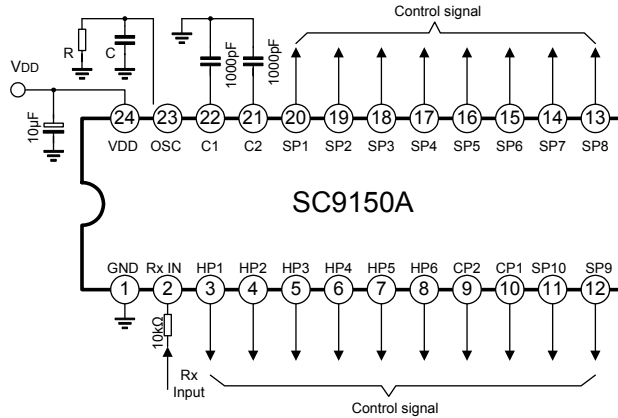 Control signal
R
C
1000pF
1000pF
VDD
10μF
24 23 22 21 20 19 18 17 16 15 14 13
VDD OSC C1 C2 SP1 SP2 SP3 SP4 SP5 SP6 SP7 SP8
SC9150A
GND Rx IN HP1 HP2 HP3 HP4 HP5 HP6 CP2 CP1 SP10 SP9
1 2 3 4 5 6 7 8 9 10 11 12
10kΩ
Rx
Input
Control signal